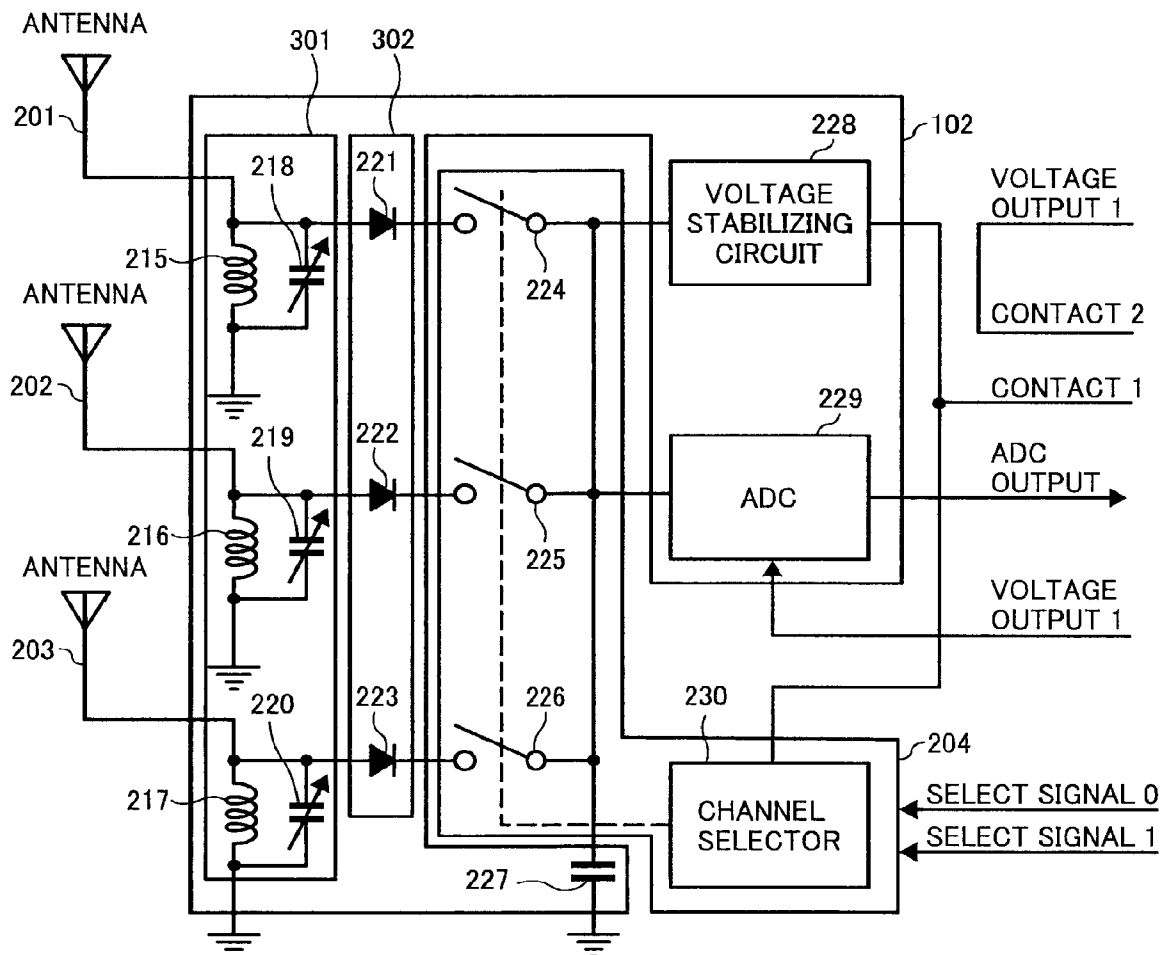 ANTENNA
301
302
201
228
102
218
221
VOLTAGE
STABILIZING
CIRCUIT
VOLTAGE
OUTPUT 1
215
224
ANTENNA
CONTACT 2
202
CONTACT 1
219
222
229
ADC
OUTPUT
ADC
216
225
ANTENNA
VOLTAGE
OUTPUT 1
203
220
223
226
230
204
217
CHANNEL
SELECTOR
SELECT SIGNAL 0
SELECT SIGNAL 1
227